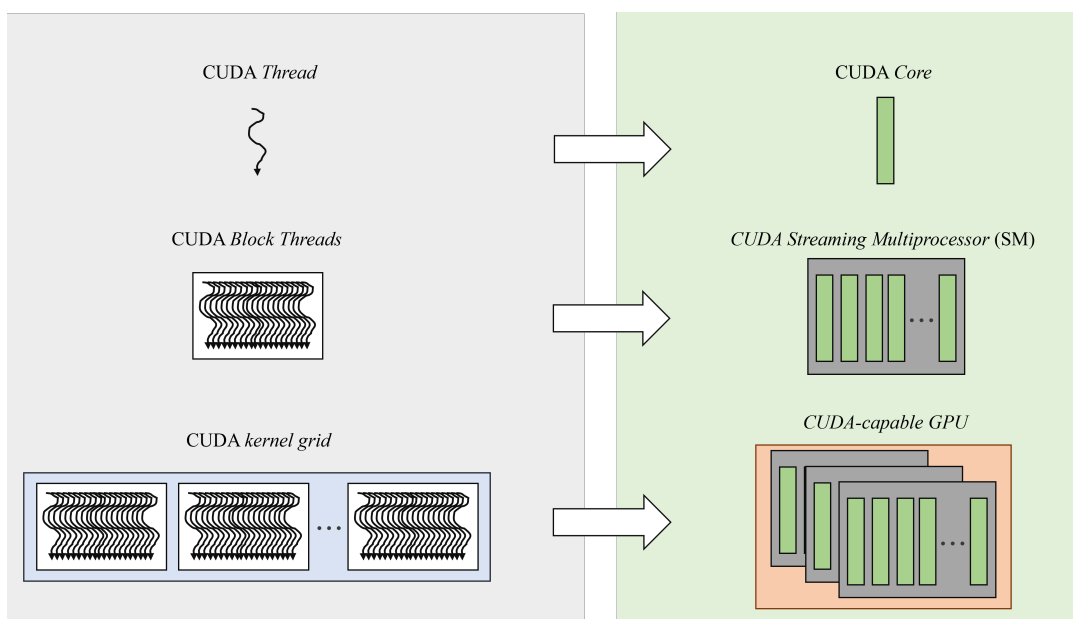 CUDA Thread
CUDA Core
CUDA Block Threads
CUDA Streaming Multiprocessor (SM)
CUDA kernel grid
CUDA-capable GPU